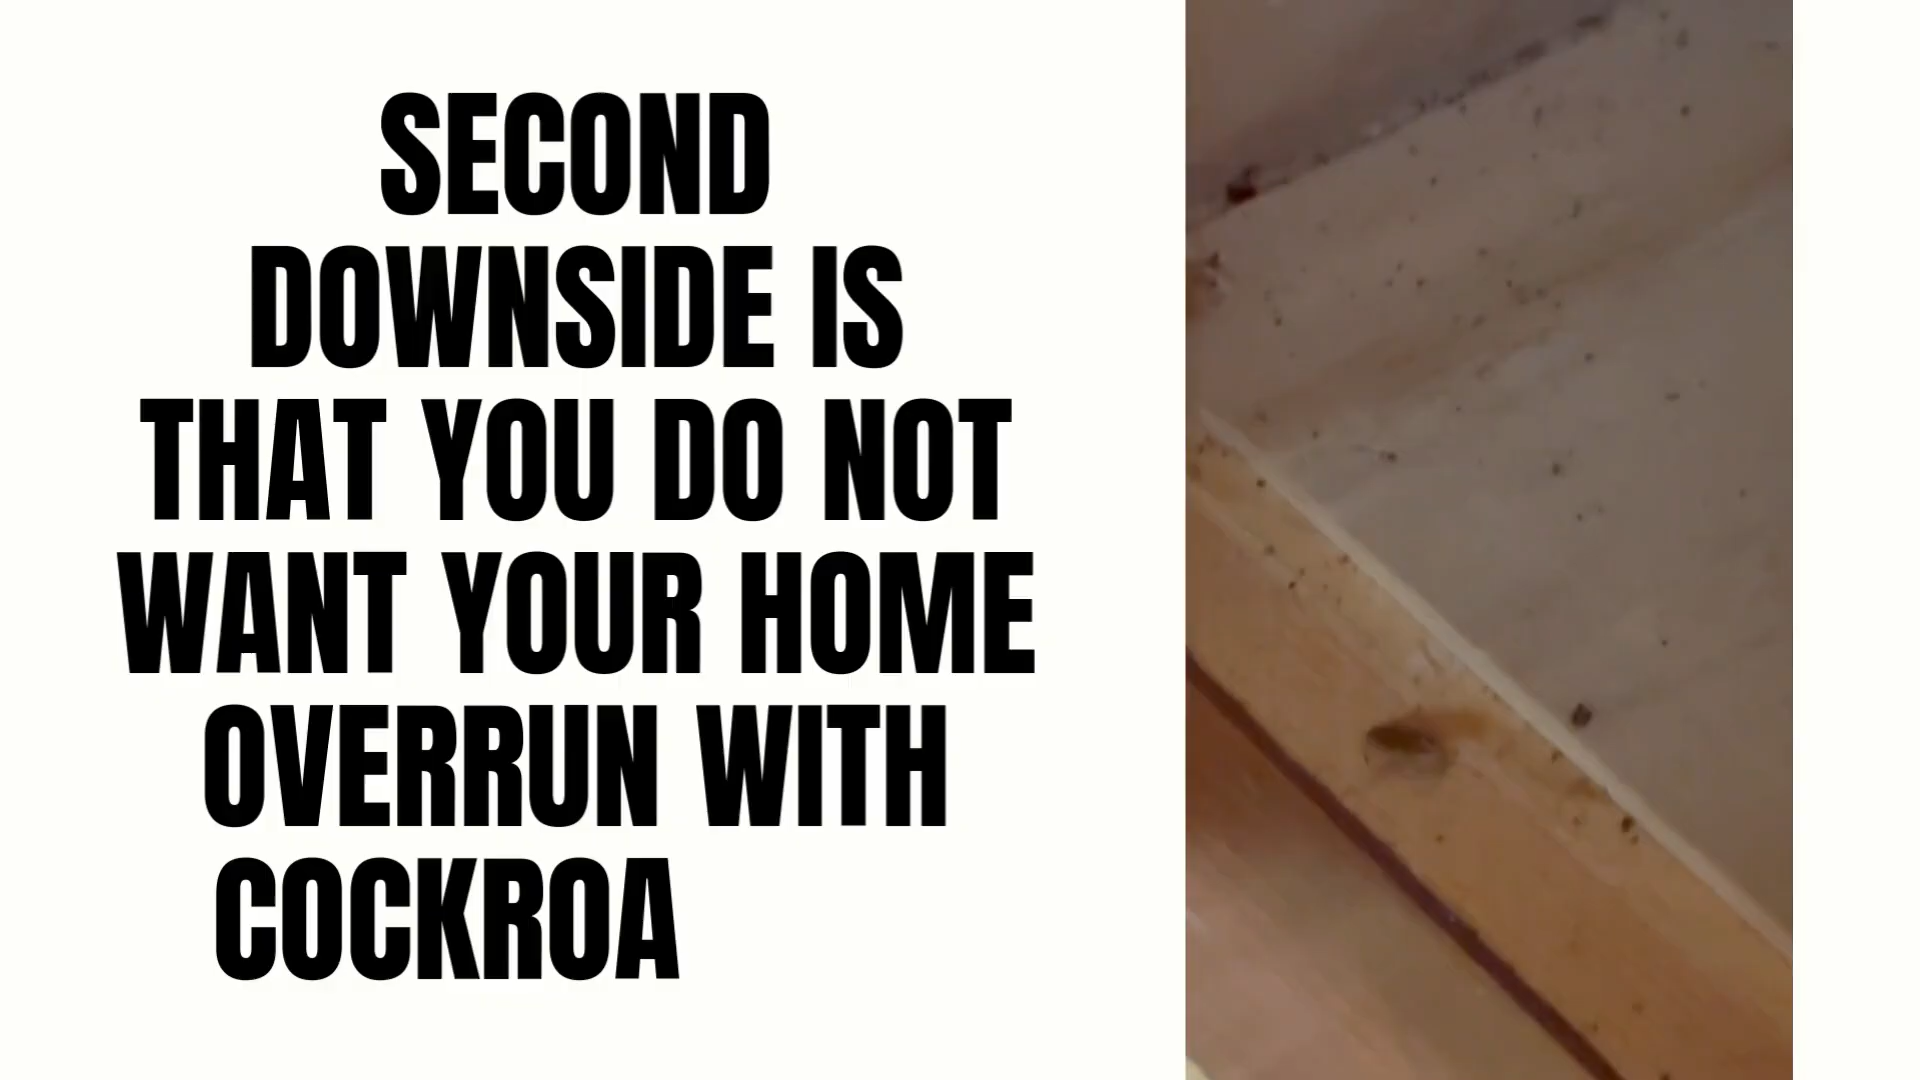 SECOND
DOWNSIDE IS
THAT YOU DO NOT
WANT YOUR HOME
OVERRUN WITH
COCKROA